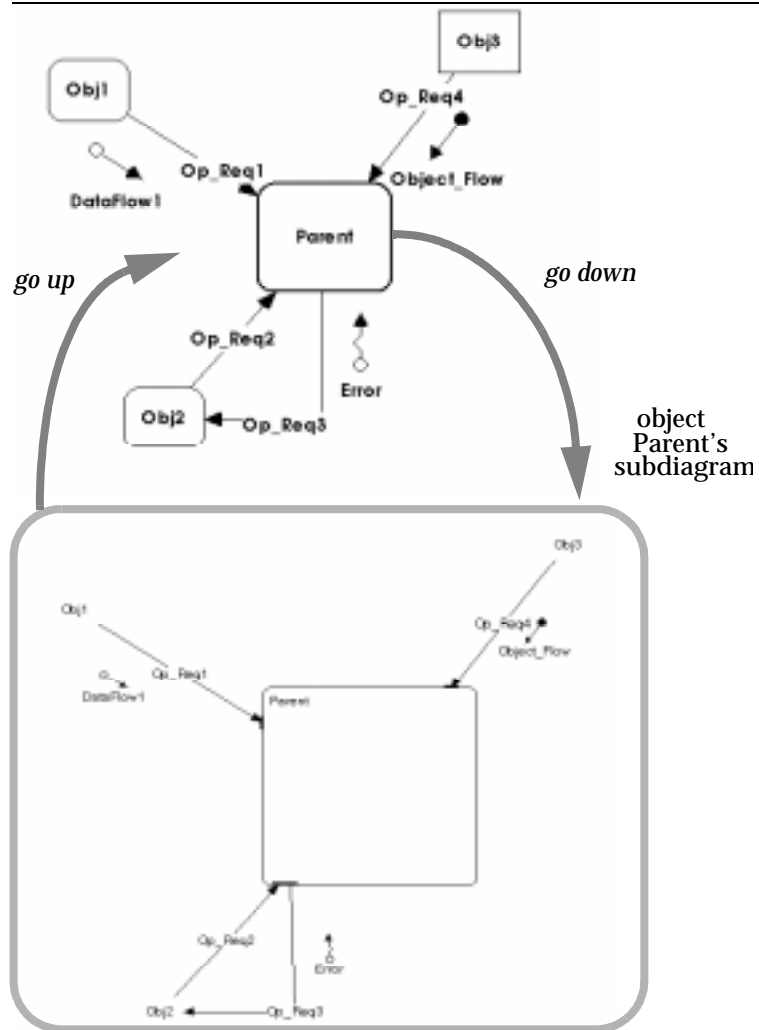 Obj3
Obj1
Op_Req4
Op_Req1
Object_Flow
DataFlow1
Parent
go up
go down
Op_Req2
Error
Obj2
Op_Req3
object
Parent's
subdiagram
Obj3
Obj1
Op_Req4
Object_Flow
Op_Req1
DataFlow1
Parent
Op_Req2
Error
Obj2
Op_Req3